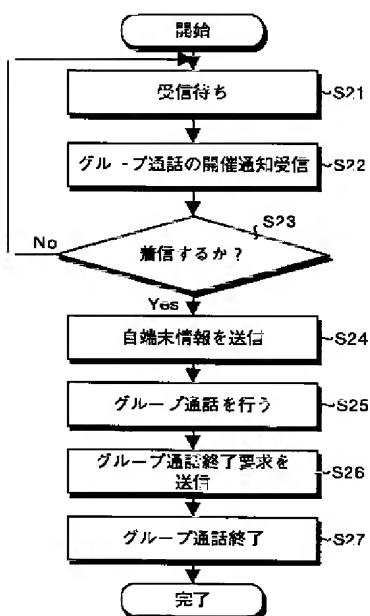 開始
受信待ち
S21
グループ通話の開催通知受信
S22
S23
着信するか?
No
Yes
自端末情報を送信
S24
グループ通話を行う
S25
グループ通話終了要求を
送信
S26
グループ通話終了
S27
完了